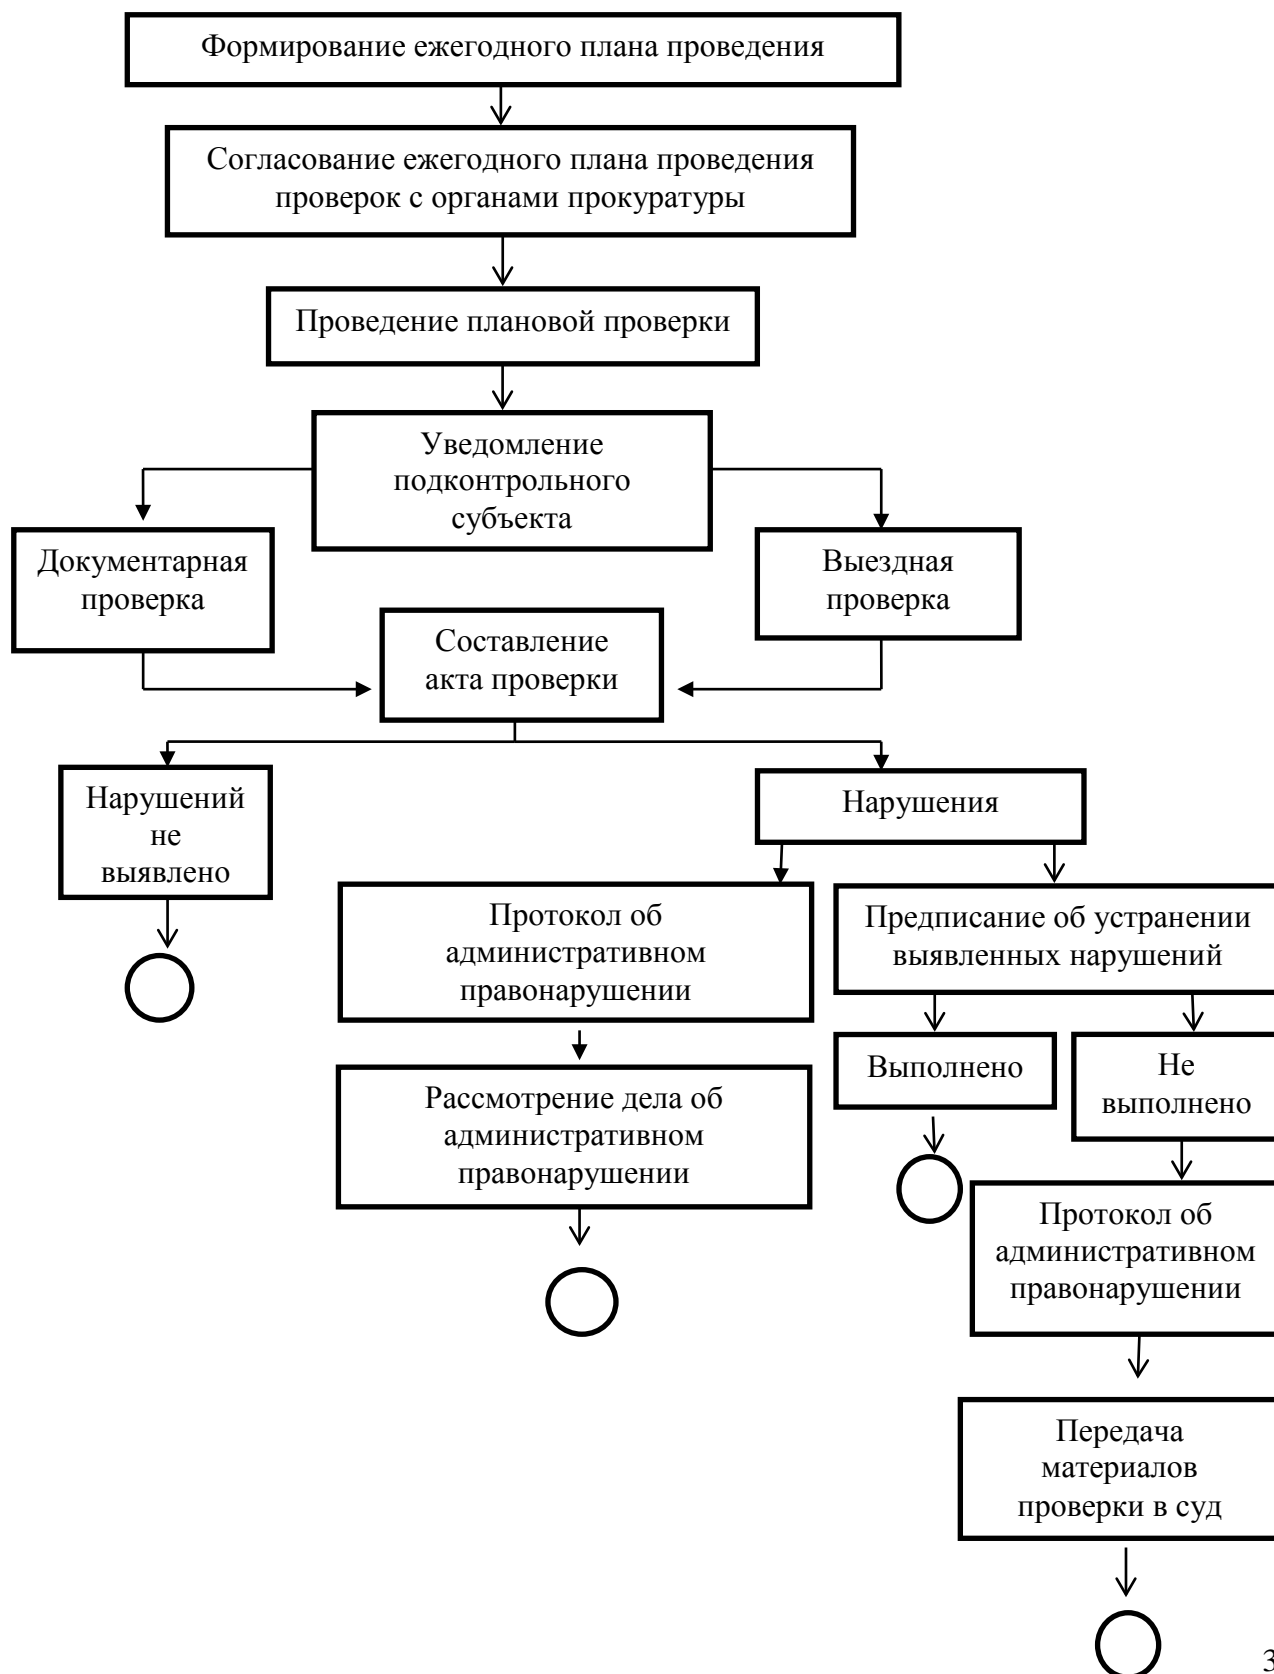 Формирование ежегодного плана проведения
Согласование ежегодного плана проведения
проверок с органами прокуратуры
Проведение плановой проверки
Уведомление
подконтрольного
субъекта
Документарная
проверка
Выездная
проверка
Составление
акта проверки
Нарушений
не
выявлено
Нарушения
Протокол об
административном
правонарушении
Предписание об устранении
выявленных нарушений
Рассмотрение дела об
административном
правонарушении
Выполнено
Не
выполнено
Протокол об
административном
правонарушении
Передача
материалов
проверки в суд
3